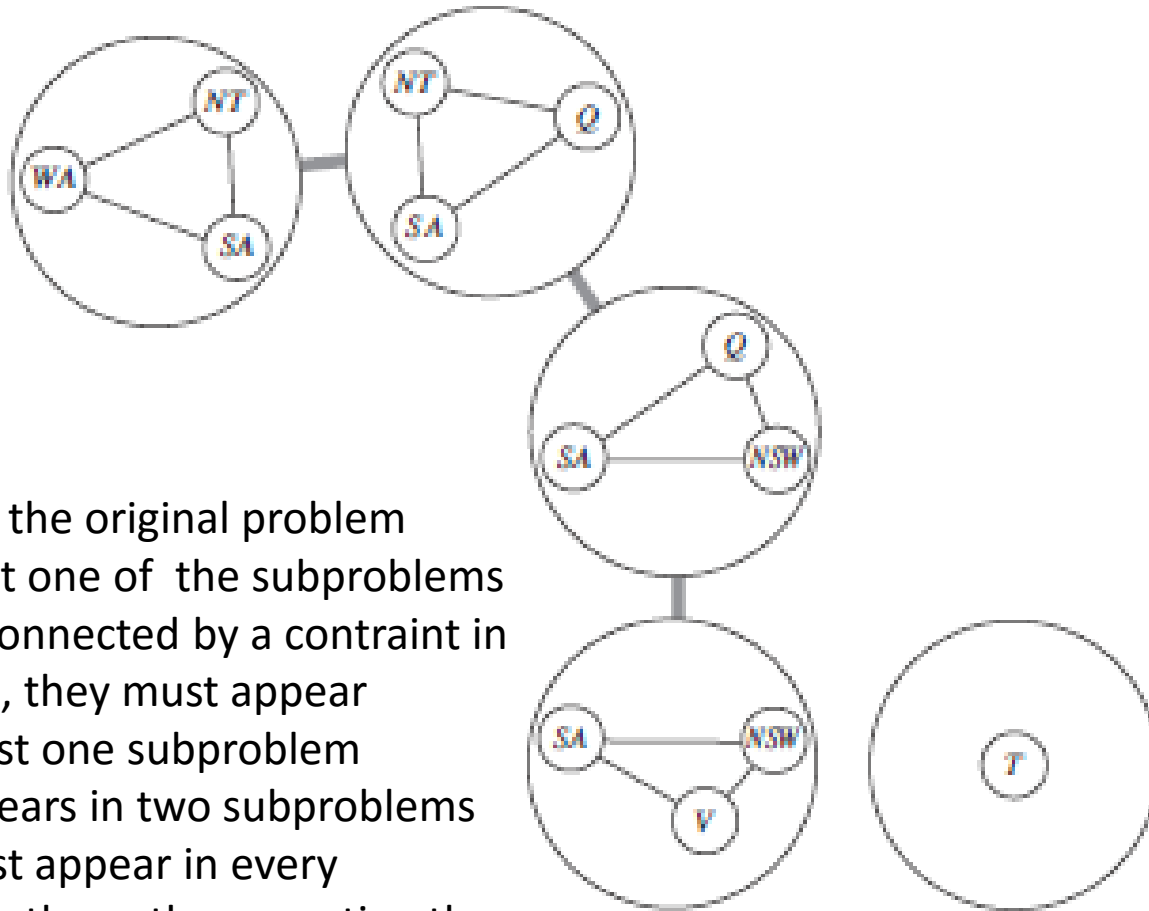 NT
WA
SA
NT
Q
SA
Q
SA
NSW
the original problem
t one of the subproblems
onnected by a contraint in
, they must appear
st one subproblem
ears in two subproblems
st appear in every
SA
NSW
V
T